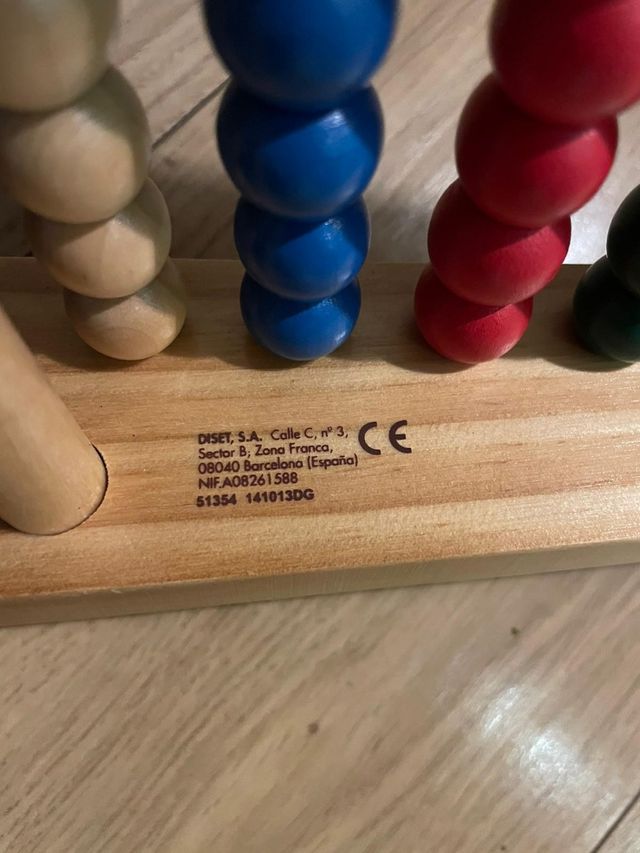 DISET, S.A. Calle C, nº 3,
Sector B; Zona Franca,
08040 Barcelona (España)
NIF.A08261588
51354 141013DG
CE